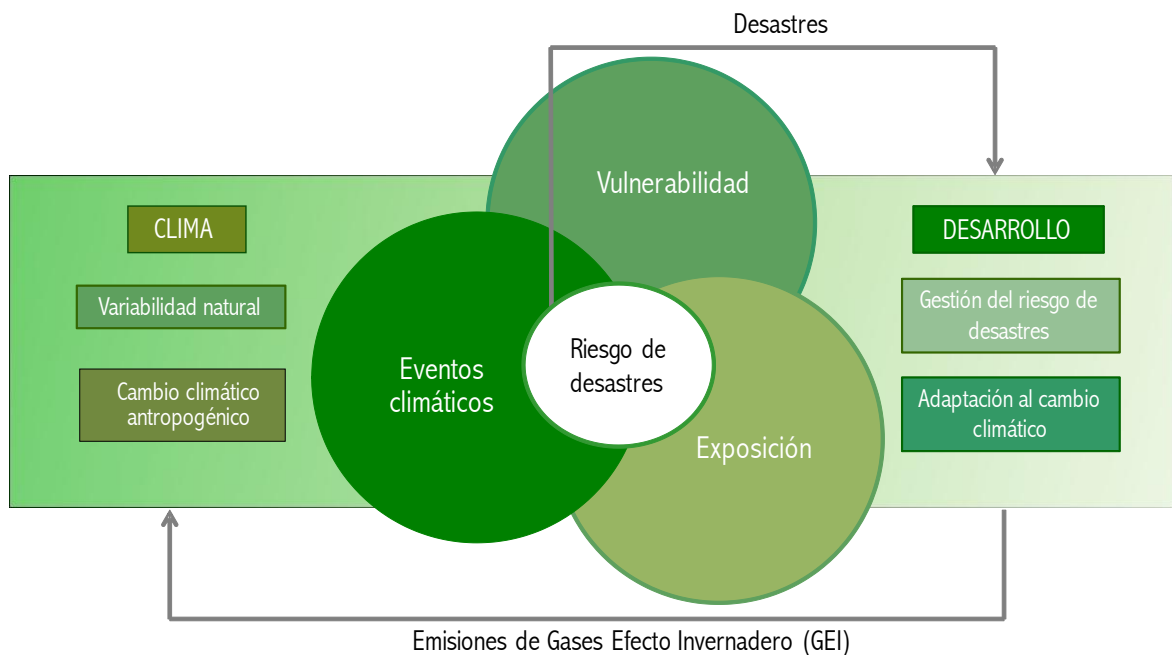 Desastres
Vulnerabilidad
CLIMA
Variabilidad natural
Cambio climático
antropogénico
Eventos
climáticos
Riesgo de
desastres
Exposición
DESARROLLO
Gestión del riesgo de
desastres
Adaptación al cambio
climático
Emisiones de Gases Efecto Invernadero (GEI)